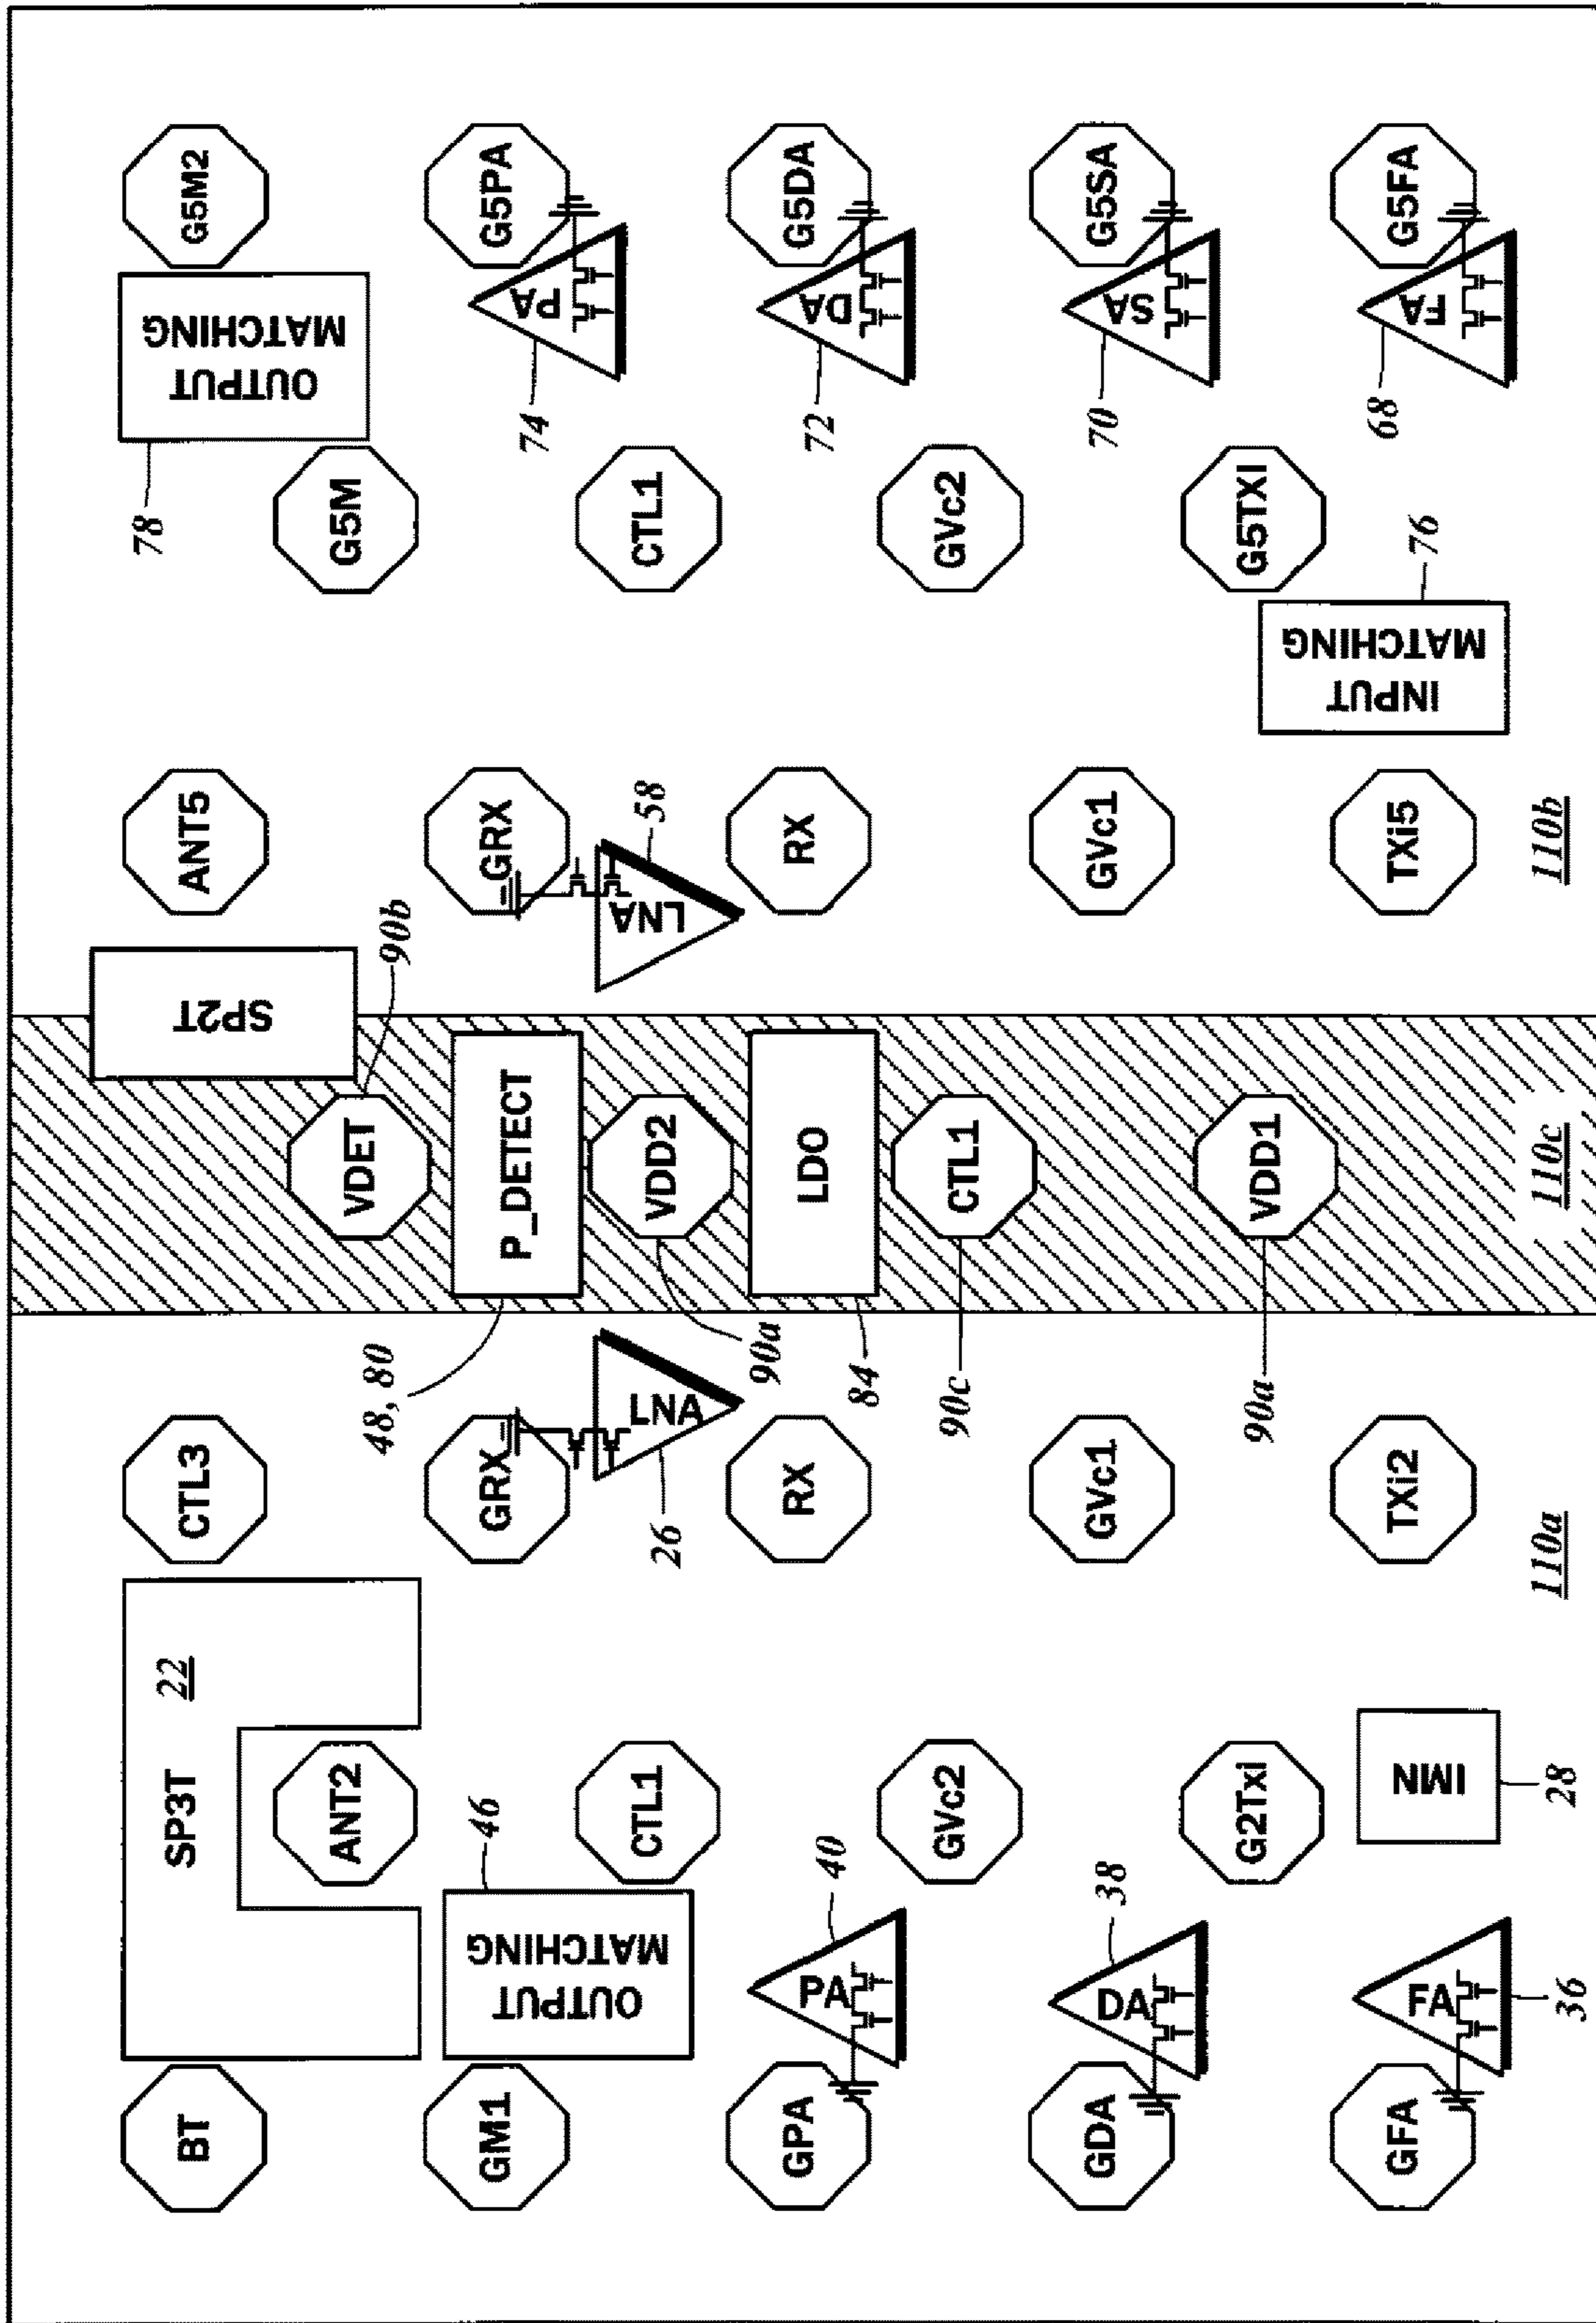 BT
SP3T
22
CTL3
SP2T
ANT5
78
OUTPUT
MATCHING
G5M2
ANT2
VDET
90b
G5M
GM1
OUTPUT
MATCHING
46
GRX
48, 80
P_DETECT
GRX
74
PA
G5PA
CTL1
26
LNA
90a
VDD2
LNA
58
CTL1
GPA
PA
40
RX
84
LDO
RX
72
DA
G5DA
GVc2
90c
CTL1
GVc2
GDA
DA
38
GVc1
GVc1
70
SA
G5SA
G2Txi
90a
VDD1
G5TXI
GFA
FA
36
IMN
28
TXi2
TXi5
INPUT
MATCHING
76
68
FA
G5FA
110a
110c
110b